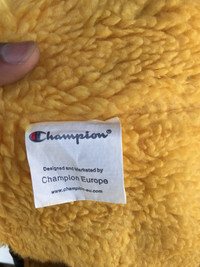 Champion®
Designed and Marketed by
Champion Europe
www.champion-eu.com